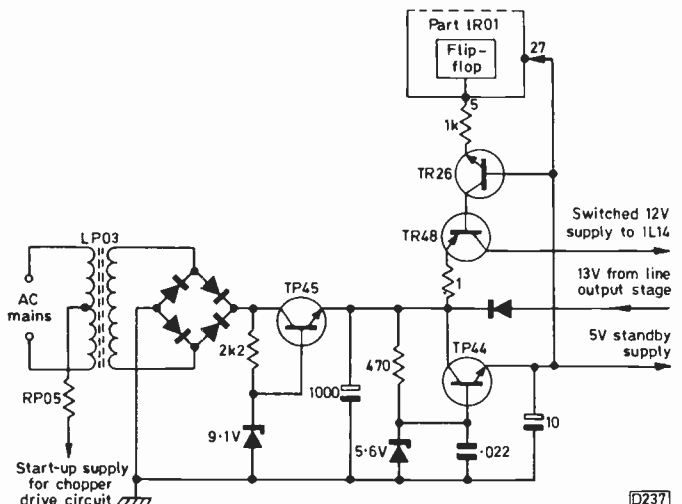 Part IR01
Flip-
flop
27
5
1k
TR26
LP03
TR48
Switched 12V
supply to IL14
1
13V from line
output stage
AC
mains
TP45
5V standby
supply
2k2
1000
470
TP44
RP05
9·1V
5·6V
·022
10
Start-up supply
for chopper
drive circuit
D237